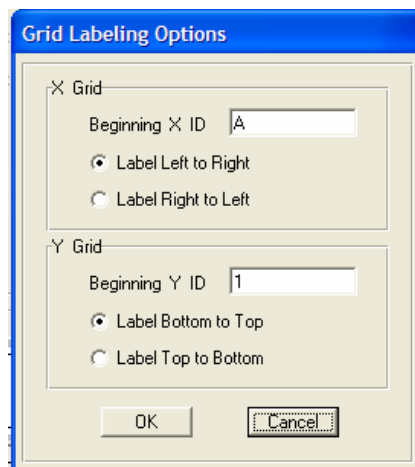 Grid Labeling Options
X Grid
Beginning X ID A
Label Left to Right
Label Right to Left
Y Grid
Beginning Y ID 1
Label Bottom to Top
Label Top to Bottom
OK Cancel